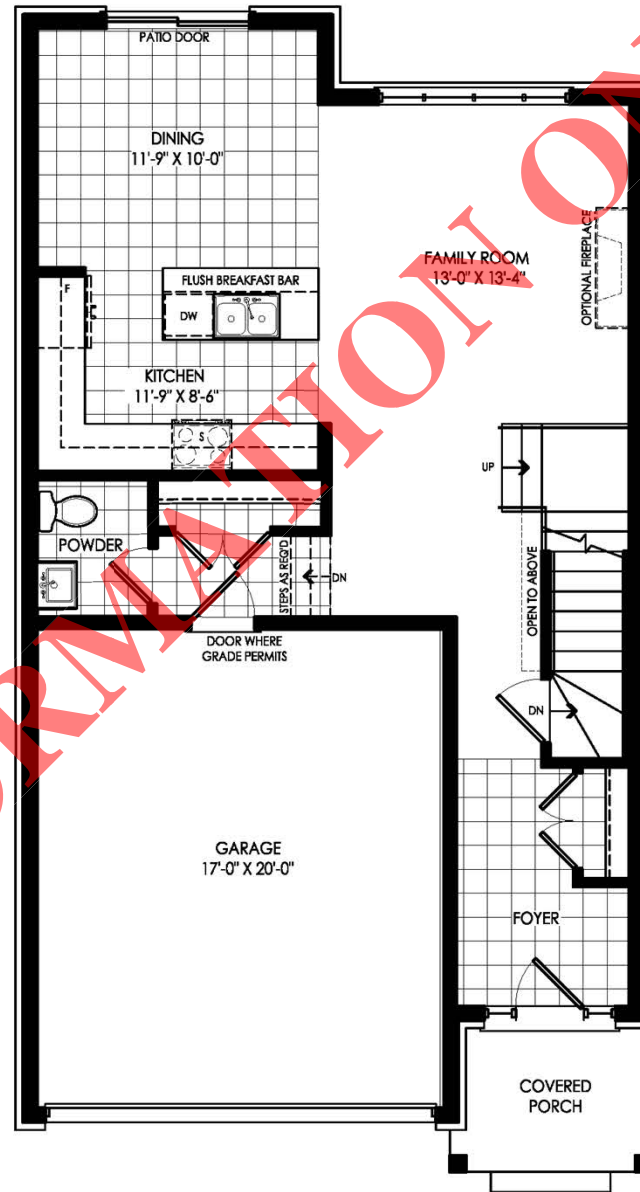 PATIO DOOR
DINING
11'-9" X 10'-0"
FAMILY ROOM
13'-0" X 13'-4"
OPTIONAL FIREPLACE
F
FLUSH BREAKFAST BAR
DW
KITCHEN
11'-9" X 8'-6"
S
UP
POWDER
STEPS AS REQ'D
DN
OPEN TO ABOVE
DOOR WHERE
GRADE PERMITS
DN
GARAGE
17'-0" X 20'-0"
FOYER
COVERED
PORCH
ORMATION O